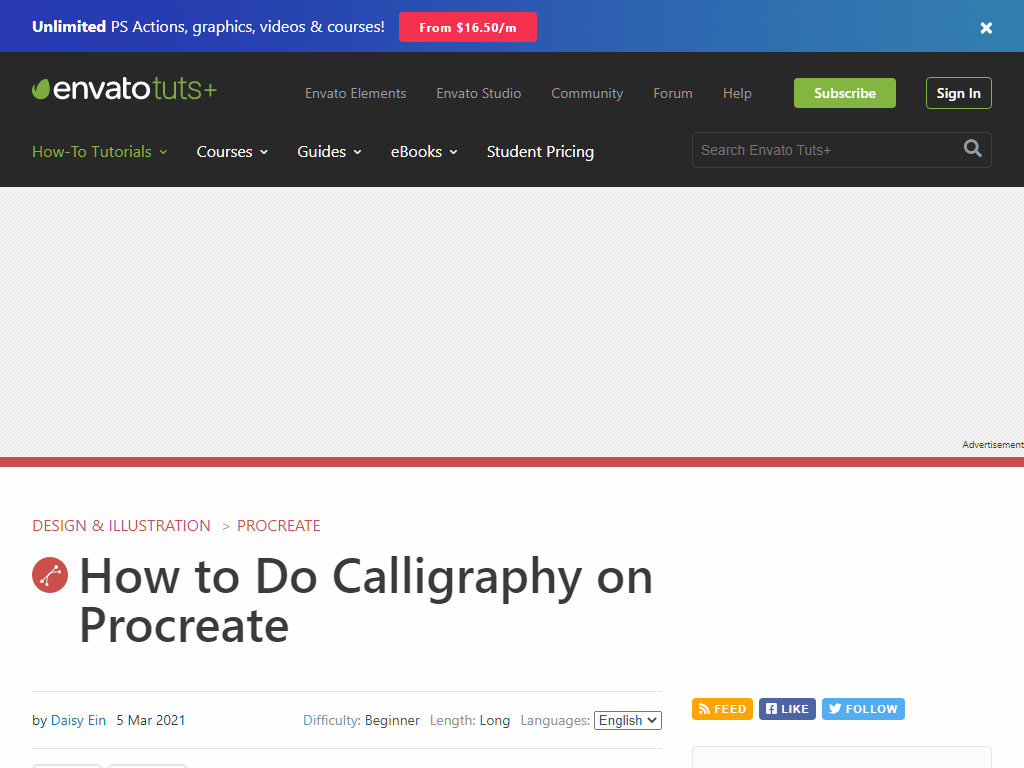 Unlimited PS Actions, graphics, videos & courses! From $16.50/m
envatotuts+ Envato Elements Envato Studio Community Forum Help Subscribe Sign In
How-To Tutorials Courses Guides eBooks Student Pricing Search Envato Tuts+
Advertisement
DESIGN & ILLUSTRATION > PROCREATE
How to Do Calligraphy on
Procreate
by Daisy Ein 5 Mar 2021 Difficulty: Beginner Length: Long Languages: English
FEED LIKE FOLLOW